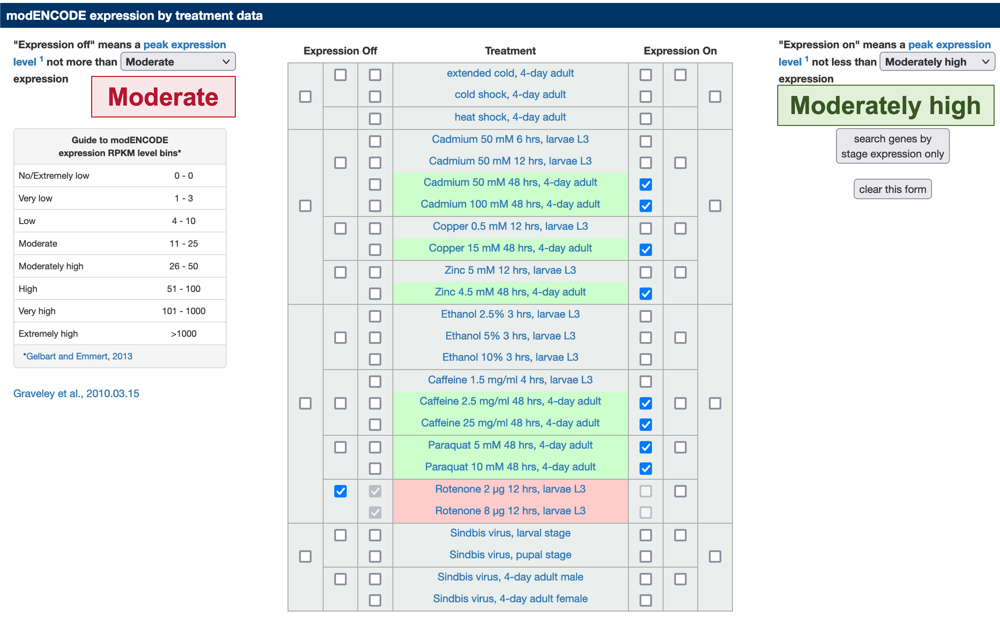 modENCODE expression by treatment data
"Expression off" means a peak expression
level 1 not more than Moderate
expression
Moderate
Guide to modENCODE
expression RPKM level bins*
No/Extremely low 0 - 0
Very low 1 - 3
Low 4 - 10
Moderate 11 - 25
Moderately high 26 - 50
High 51 - 100
Very high 101 - 1000
Extremely high >1000
*Gelbart and Emmert, 2013
Graveley et al., 2010.03.15
Expression Off Treatment Expression On
extended cold, 4-day adult
cold shock, 4-day adult
heat shock, 4-day adult
Cadmium 50 mM 6 hrs, larvae L3
Cadmium 50 mM 12 hrs, larvae L3
Cadmium 50 mM 48 hrs, 4-day adult
Cadmium 100 mM 48 hrs, 4-day adult
Copper 0.5 mM 12 hrs, larvae L3
Copper 15 mM 48 hrs, 4-day adult
Zinc 5 mM 12 hrs, larvae L3
Zinc 4.5 mM 48 hrs, 4-day adult
Ethanol 2.5% 3 hrs, larvae L3
Ethanol 5% 3 hrs, larvae L3
Ethanol 10% 3 hrs, larvae L3
Caffeine 1.5 mg/ml 4 hrs, larvae L3
Caffeine 2.5 mg/ml 48 hrs, 4-day adult
Caffeine 25 mg/ml 48 hrs, 4-day adult
Paraquat 5 mM 48 hrs, 4-day adult
Paraquat 10 mM 48 hrs, 4-day adult
Rotenone 2 µg 12 hrs, larvae L3
Rotenone 8 µg 12 hrs, larvae L3
Sindbis virus, larval stage
Sindbis virus, pupal stage
Sindbis virus, 4-day adult male
Sindbis virus, 4-day adult female
"Expression on" means a peak expression
level 1 not less than Moderately high
expression
Moderately high
search genes by
stage expression only
clear this form